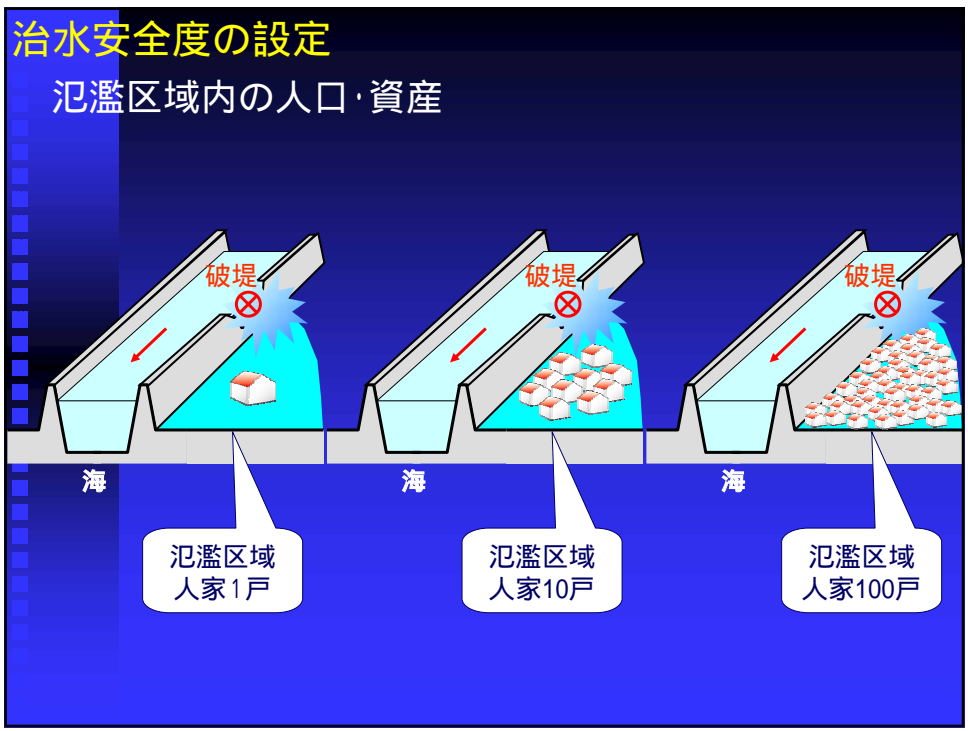 治水安全度の設定
氾濫区域内の人口・資産
破堤
破堤
破堤
海
海
海
氾濫区域
人家1戸
氾濫区域
人家10戸
氾濫区域
人家100戸